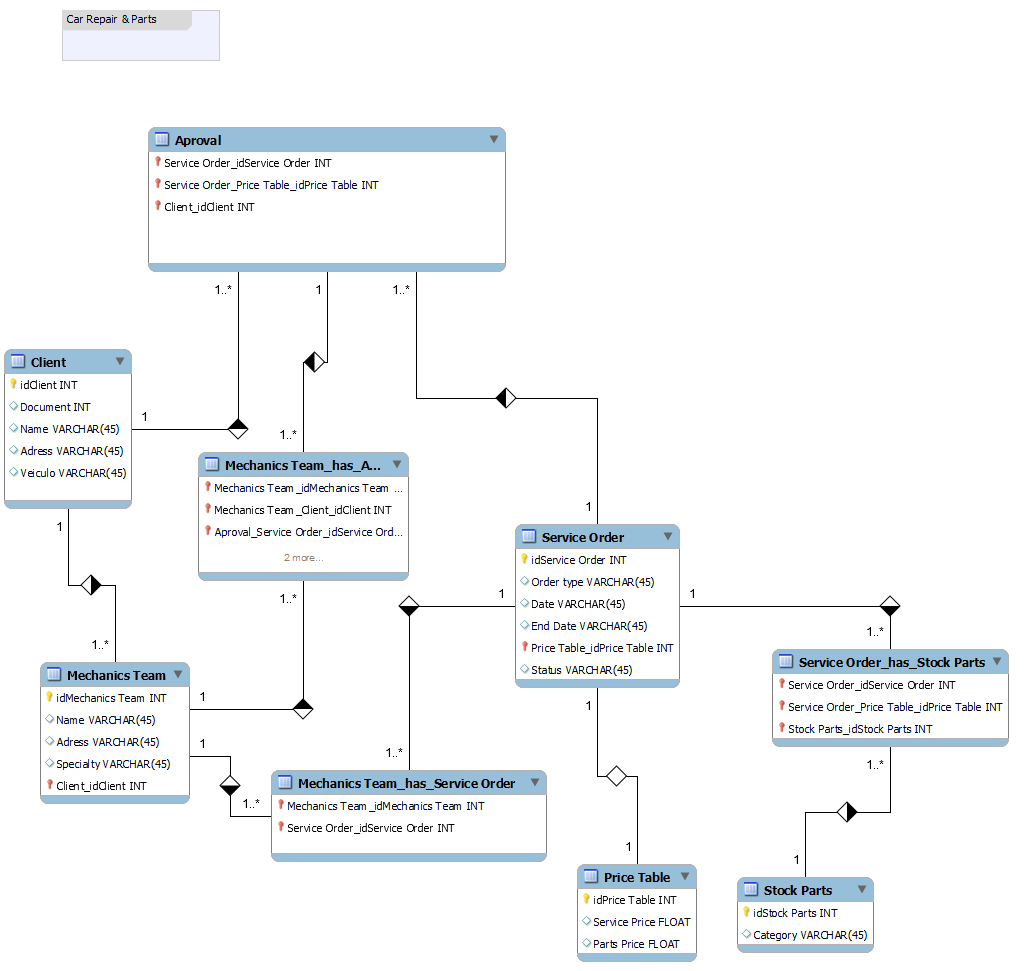 Car Repair & Parts
Aproval
Service Order_idService Order INT
Service Order_Price Table_idPrice Table INT
Client_idClient INT
1..*
1
1..*
Client
idClient INT
Document INT
Name VARCHAR(45)
Adress VARCHAR(45)
Veiculo VARCHAR(45)
1
1
1..*
Mechanics Team_has_A...
Mechanics Team _idMechanics Team ...
Mechanics Team _Client_idClient INT
Aproval_Service Order_idService Ord...
2 more...
1..*
1
Service Order
idService Order INT
Order type VARCHAR(45)
Date VARCHAR(45)
End Date VARCHAR(45)
Price Table_idPrice Table INT
Status VARCHAR(45)
1
1
1
1..*
Service Order_has_Stock Parts
Service Order_idService Order INT
Service Order_Price Table_idPrice Table INT
Stock Parts_idStock Parts INT
1..*
1..*
Mechanics Team
idMechanics Team INT
Name VARCHAR(45)
Adress VARCHAR(45)
Specialty VARCHAR(45)
Client_idClient INT
1
1
1..*
1..*
Mechanics Team_has_Service Order
Mechanics Team _idMechanics Team INT
Service Order_idService Order INT
1
Price Table
idPrice Table INT
Service Price FLOAT
Parts Price FLOAT
1
Stock Parts
idStock Parts INT
Category VARCHAR(45)